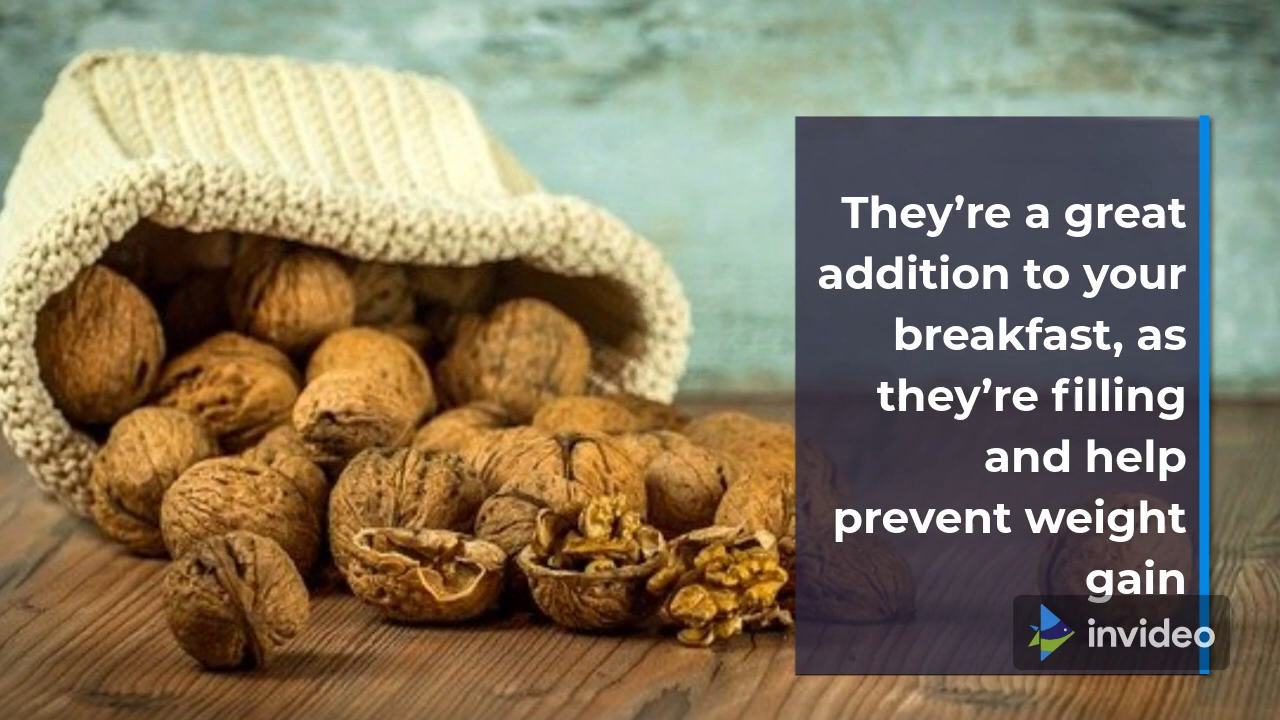 They’re a great
addition to your
breakfast, as
they’re filling
and help
prevent weight
gain
invideo